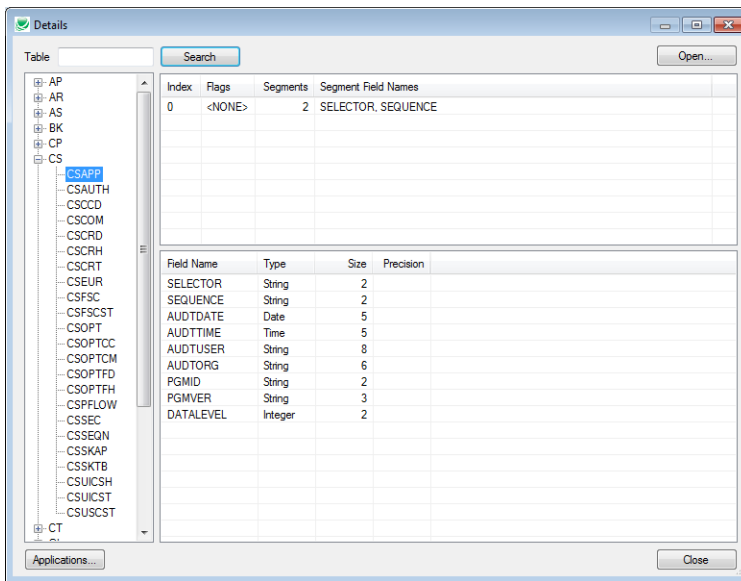 Details
Table Search Open...
AP
AR
AS
BK
CP
CS
CSAPP
CSAUTH
CSCCD
CSCOM
CSCRD
CSCRH
CSCRT
CSEUR
CSFSC
CSFSCST
CSOPT
CSOPTCC
CSOPTCM
CSOPTFD
CSOPTFH
CSPFLOW
CSSEC
CSSEQN
CSSKAP
CSSKTB
CSUICSH
CSUICST
CSUSCST
CT
Index Flags Segments Segment Field Names
0 <NONE> 2 SELECTOR, SEQUENCE
Field Name Type Size Precision
SELECTOR String 2
SEQUENCE String 2
AUDTDATE Date 5
AUDTTIME Time 5
AUDTUSER String 8
AUDTORG String 6
PGMID String 2
PGMVER String 3
DATALEVEL Integer 2
Applications... Close